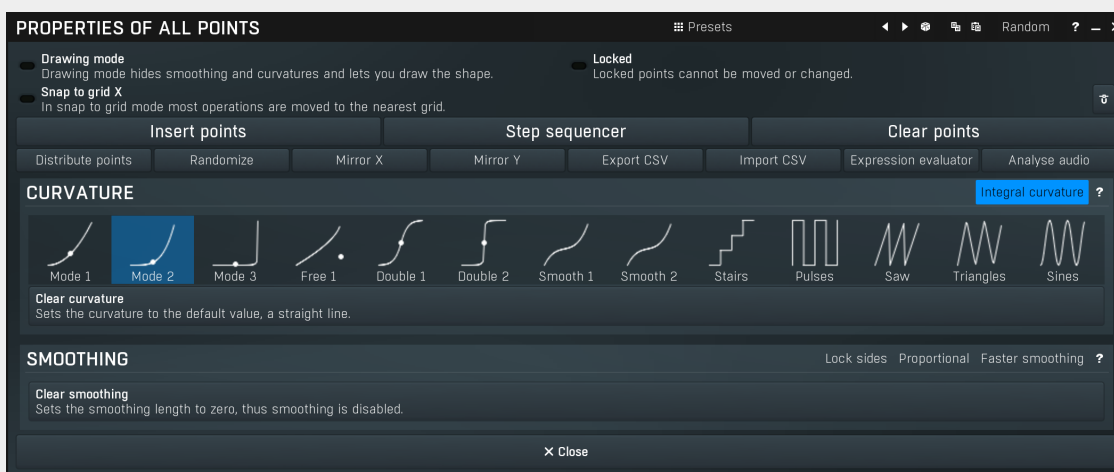 PROPERTIES OF ALL POINTS Presets Random ?
Drawing mode
Drawing mode hides smoothing and curvatures and lets you draw the shape.
Locked
Locked points cannot be moved or changed.
Snap to grid X
In snap to grid mode most operations are moved to the nearest grid.
Insert points Step sequencer Clear points
Distribute points Randomize Mirror X Mirror Y Export CSV Import CSV Expression evaluator Analyse audio
CURVATURE Integral curvature ?
Mode 1 Mode 2 Mode 3 Free 1 Double 1 Double 2 Smooth 1 Smooth 2 Stairs Pulses Saw Triangles Sines
Clear curvature
Sets the curvature to the default value, a straight line.
SMOOTHING Lock sides Proportional Faster smoothing ?
Clear smoothing
Sets the smoothing length to zero, thus smoothing is disabled.
Close